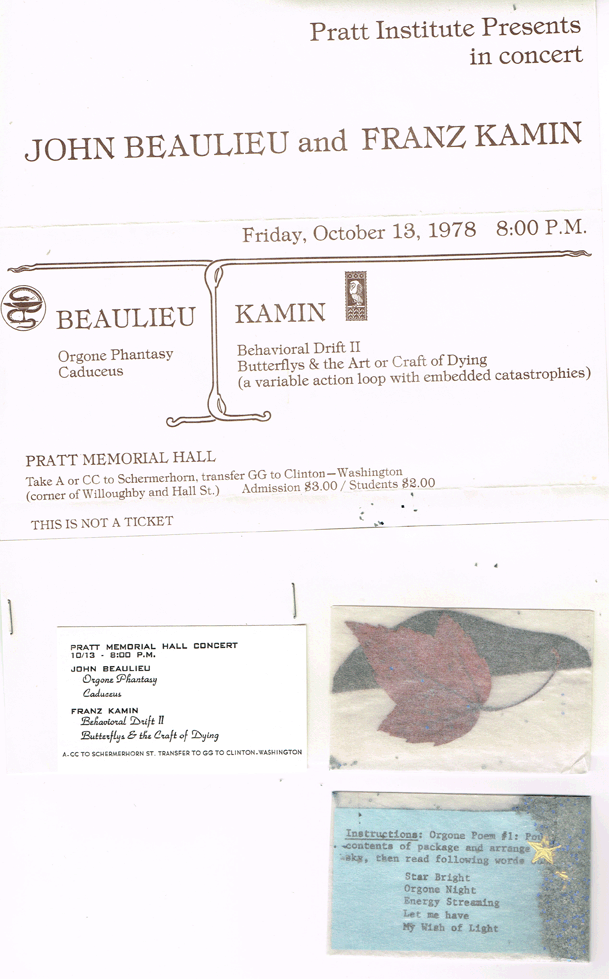 Pratt Institute Presents
in concert
JOHN BEAULIEU and FRANZ KAMIN
Friday, October 13, 1978 8:00 P.M.
BEAULIEU
Orgone Phantasy
Caduceus
KAMIN
Behavioral Drift II
Butterflys & the Art or Craft of Dying
(a variable action loop with embedded catastrophies)
PRATT MEMORIAL HALL
Take A or CC to Schermerhorn, transfer GG to Clinton—Washington
(corner of Willoughby and Hall St.) Admission $3.00 / Students $2.00
THIS IS NOT A TICKET
PRATT MEMORIAL HALL CONCERT
10/13 - 8:00 P.M.
JOHN BEAULIEU
Orgone Phantasy
Caduceus
FRANZ KAMIN
Behavioral Drift II
Butterflys & the Craft of Dying
A-CC TO SCHERMERHORN ST. TRANSFER TO GG TO CLINTON-WASHINGTON
Instructions: Orgone Poem #1:
contents of package and arrange
then read following words
Star Bright
Orgone Night
Energy Streaming
Let me have
My Wish of Light